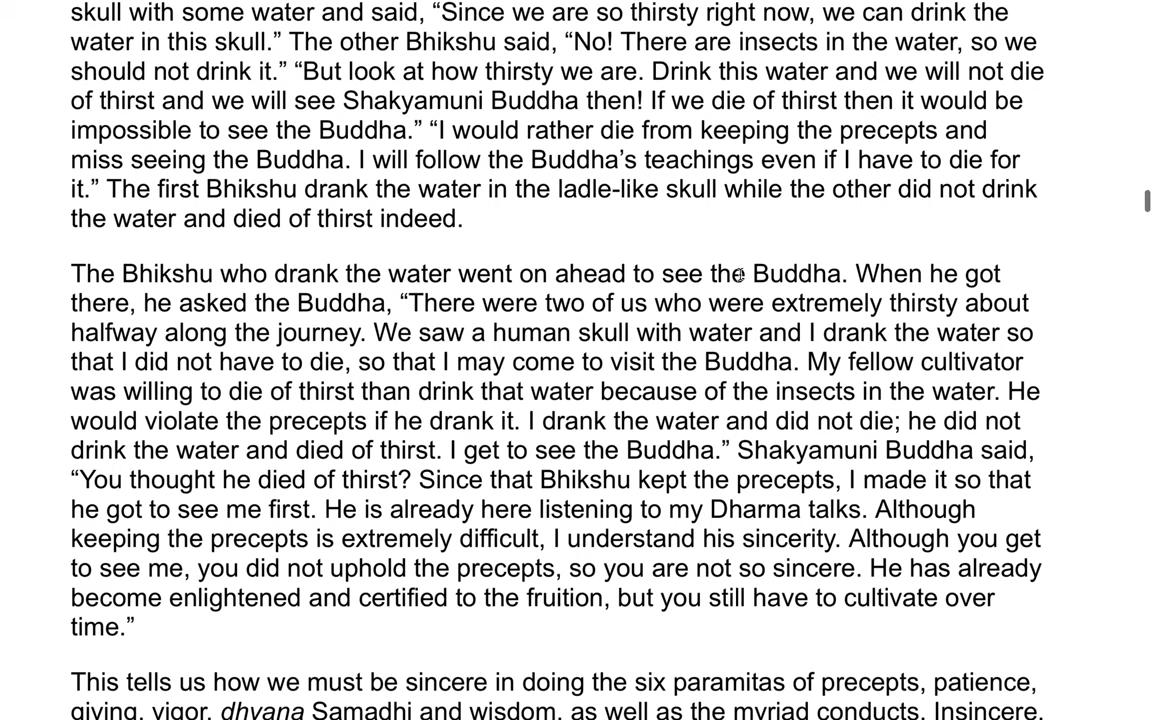 skull with some water and said, “Since we are so thirsty right now, we can drink the
water in this skull.” The other Bhikshu said, “No! There are insects in the water, so we
should not drink it.” “But look at how thirsty we are. Drink this water and we will not die
of thirst and we will see Shakyamuni Buddha then! If we die of thirst then it would be
impossible to see the Buddha.” “I would rather die from keeping the precepts and
miss seeing the Buddha. I will follow the Buddha’s teachings even if I have to die for
it.” The first Bhikshu drank the water in the ladle-like skull while the other did not drink
the water and died of thirst indeed.
The Bhikshu who drank the water went on ahead to see the Buddha. When he got
there, he asked the Buddha, “There were two of us who were extremely thirsty about
halfway along the journey. We saw a human skull with water and I drank the water so
that I did not have to die, so that I may come to visit the Buddha. My fellow cultivator
was willing to die of thirst than drink that water because of the insects in the water. He
would violate the precepts if he drank it. I drank the water and did not die; he did not
drink the water and died of thirst. I get to see the Buddha.” Shakyamuni Buddha said,
“You thought he died of thirst? Since that Bhikshu kept the precepts, I made it so that
he got to see me first. He is already here listening to my Dharma talks. Although
keeping the precepts is extremely difficult, I understand his sincerity. Although you get
to see me, you did not uphold the precepts, so you are not so sincere. He has already
become enlightened and certified to the fruition, but you still have to cultivate over
time.”
This tells us how we must be sincere in doing the six paramitas of precepts, patience,
giving, vigor, dhyana Samadhi and wisdom, as well as the myriad conducts. Insincere,